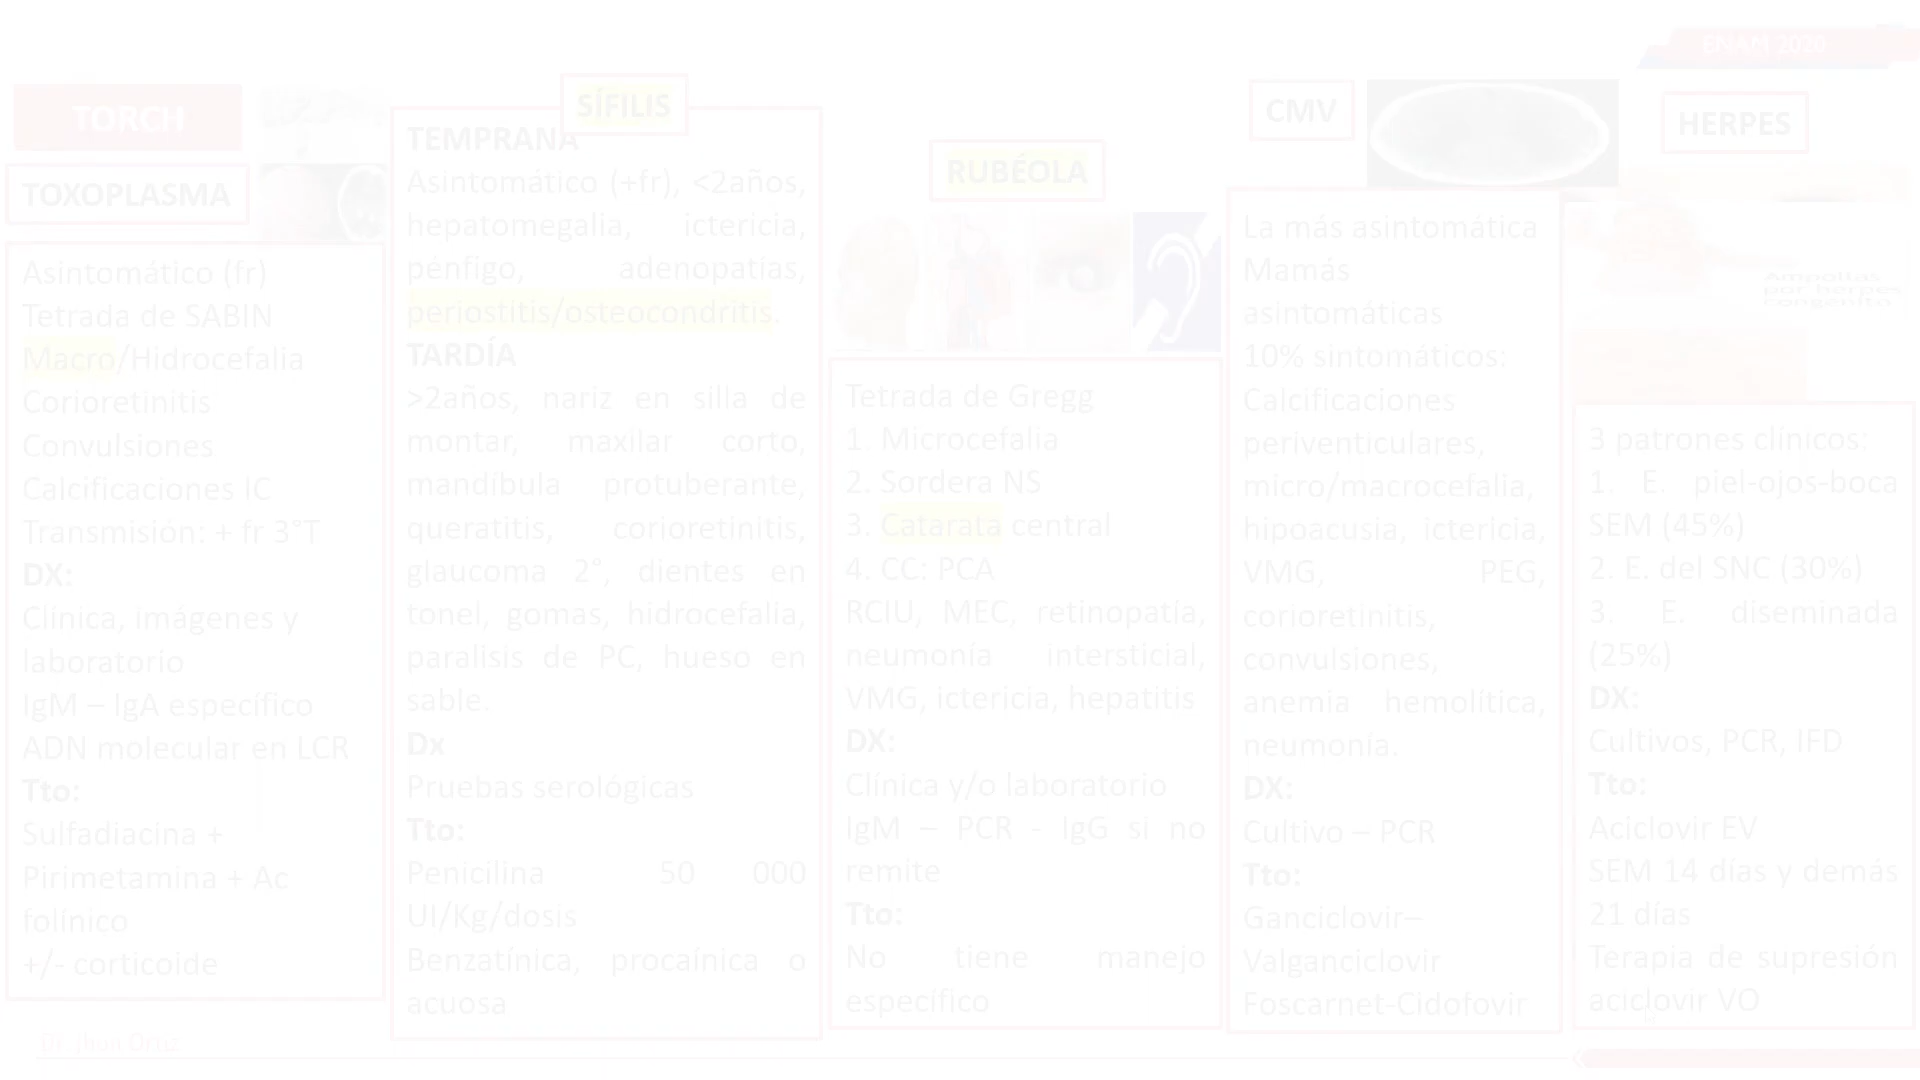 ENAM 2020
TORCH
TOXOPLASMA
Asintomático (fr)
Tetrada de SABIN
Macro/Hidrocefalia
Corioretinitis
Convulsiones
Calcificaciones IC
Transmisión: + fr 3°T
DX:
Clínica, imágenes y
laboratorio
IgM – IgA específico
ADN molecular en LCR
Tto:
Sulfadiacina +
Pirimetamina + Ac
folínico
+/- corticoide
SÍFILIS
TEMPRANA
Asintomático (+fr), <2años,
hepatomegalia, ictericia,
pénfigo, adenopatías,
periostitis/osteocondritis.
TARDÍA
>2años, nariz en silla de
montar, maxilar corto,
mandíbula protuberante,
queratitis, corioretinitis,
glaucoma 2°, dientes en
tonel, gomas, hidrocefalia,
paralisis de PC, hueso en
sable.
Dx
Pruebas serológicas
Tto:
Penicilina 50 000
UI/Kg/dosis
Benzatínica, procaínica o
acuosa
RUBÉOLA
Tetrada de Gregg
1. Microcefalia
2. Sordera NS
3. Catarata central
4. CC: PCA
RCIU, MEC, retinopatía,
neumonía intersticial,
VMG, ictericia, hepatitis
DX:
Clínica y/o laboratorio
IgM – PCR - IgG si no
remite
Tto:
No tiene manejo
específico
CMV
La más asintomática
Mamás
asintomáticas
10% sintomáticos:
Calcificaciones
periventiculares,
micro/macrocefalia,
hipoacusia, ictericia,
VMG, PEG,
corioretinitis,
convulsiones,
anemia hemolítica,
neumonía.
DX:
Cultivo – PCR
Tto:
Ganciclovir–
Valganciclovir
Foscarnet-Cidofovir
HERPES
Ampollas
por herpes
congénito
3 patrones clínicos:
1. E. piel-ojos-boca
SEM (45%)
2. E. del SNC (30%)
3. E. diseminada
(25%)
DX:
Cultivos, PCR, IFD
Tto:
Aciclovir EV
SEM 14 días y demás
21 días
Terapia de supresión
aciclovir VO
Dr. Jhon Ortiz